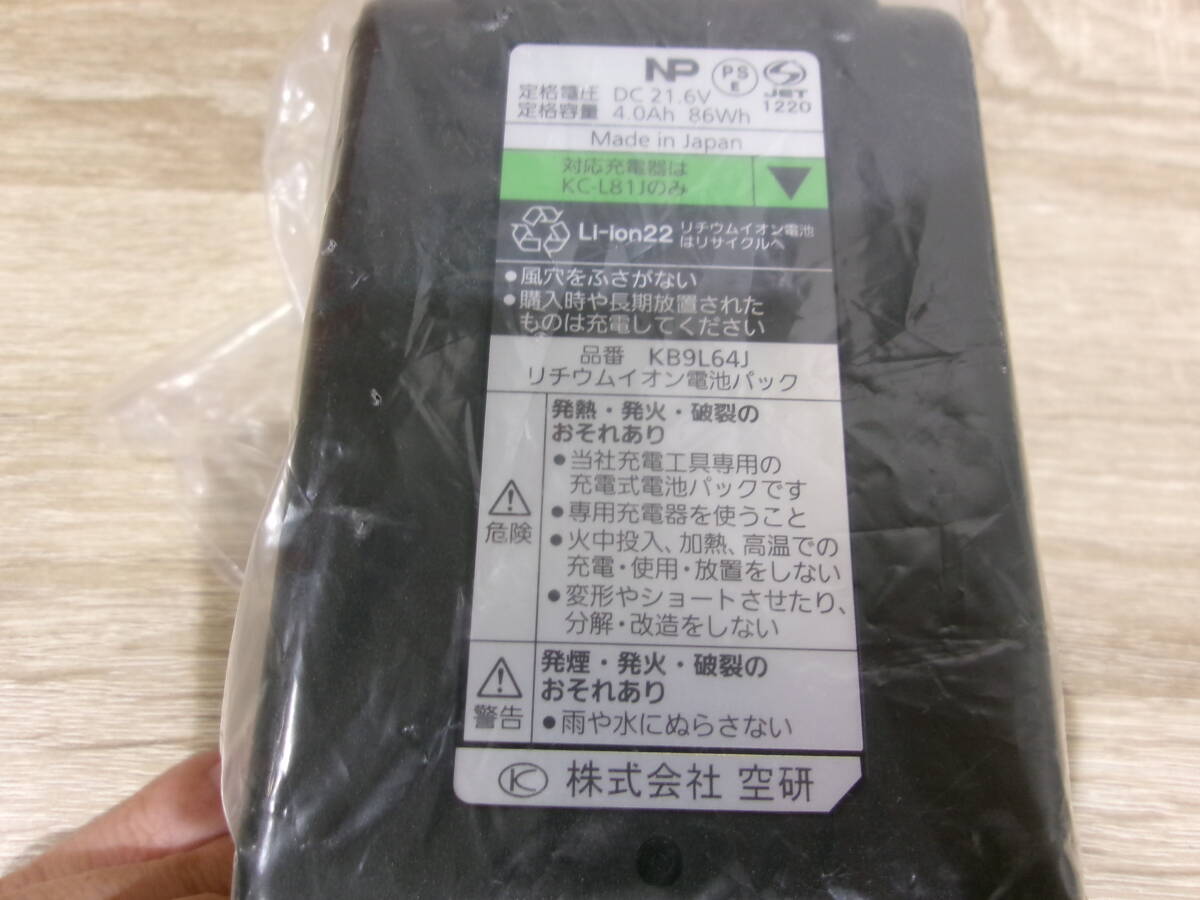 NP
PS
E
JET
1220
定格電圧 DC 21.6V
定格容量 4.0Ah 86Wh
Made in Japan
対応充電器は
KC-L81Jのみ
Li-ion22
リチウムイオン電池
はリサイクルへ
●風穴をふさがない
●購入時や長期放置された
ものは充電してください
品番 KB9L64J
リチウムイオン電池パック
危険
発熱・発火・破裂の
おそれあり
●当社充電工具専用の
充電式電池パックです
●専用充電器を使うこと
●火中投入、加熱、高温での
充電・使用・放置をしない
●変形やショートさせたり、
分解・改造をしない
警告
発煙・発火・破裂の
おそれあり
●雨や水にぬらさない
K 株式会社 空研